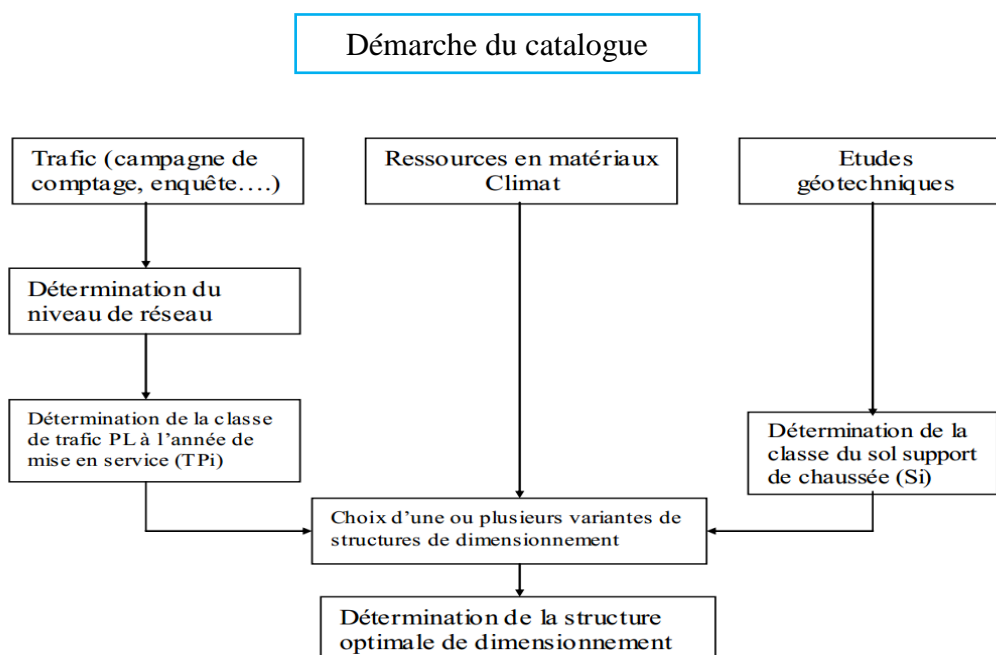 Démarche du catalogue
Trafic (campagne de
comptage, enquête….)
Ressources en matériaux
Climat
Etudes
géotechniques
Détermination du
niveau de réseau
Détermination de la classe
de trafic PL à l’année de
mise en service (TPi)
Détermination de la
classe du sol support
de chaussée (Si)
Choix d’une ou plusieurs variantes de
structures de dimensionnement
Détermination de la structure
optimale de dimensionnement